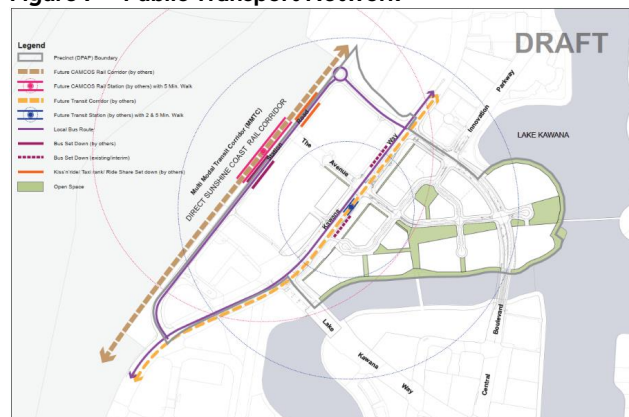 Public Transport Network
DRAFT
Legend
Precinct (DPAP) Boundary
Future CAMCOS Rail Corridor (by others)
Future CAMCOS Rail Station (by others) with 5 Min. Walk
Future Transit Corridor (by others)
Future Transit Station (by others) with 2 & 5 Min. Walk
Local Bus Route
Bus Set Down (by others)
Bus Set Down (existing/interim)
Kiss'n'ride/ Taxi rank/ Ride Share Set down (by others)
Open Space
Multi Modal Transit Corridor (MMTC)
DIRECT SUNSHINE COAST RAIL CORRIDOR
Station
Road
The
Avenue
Kawana
Way
Innovation
Parkway
LAKE KAWANA
Lake
Kawana
Way
Central
Boulevard